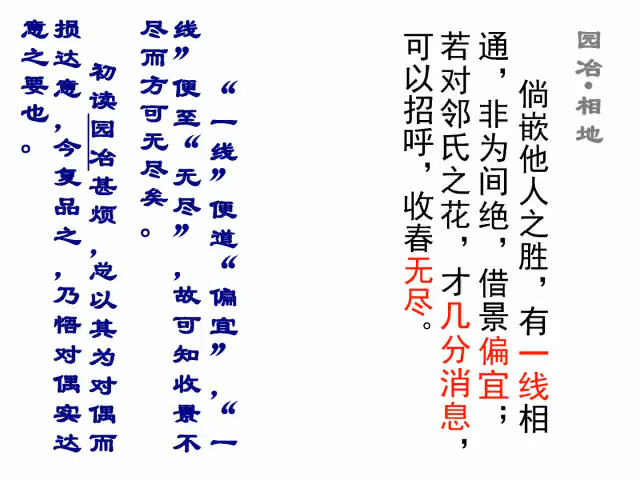 园冶·相地
倘嵌他人之胜，有一线相
通，非为间绝，借景偏宜；
若对邻氏之花，才几分消息，
可以招呼，收春无尽。
“一线”便道“偏宜”，“一
线”便至“无尽”，故可知收景不
尽而方可无尽矣。
初读园冶甚烦，总以其为对偶而
损达意，今复品之，乃悟对偶实达
意之要也。